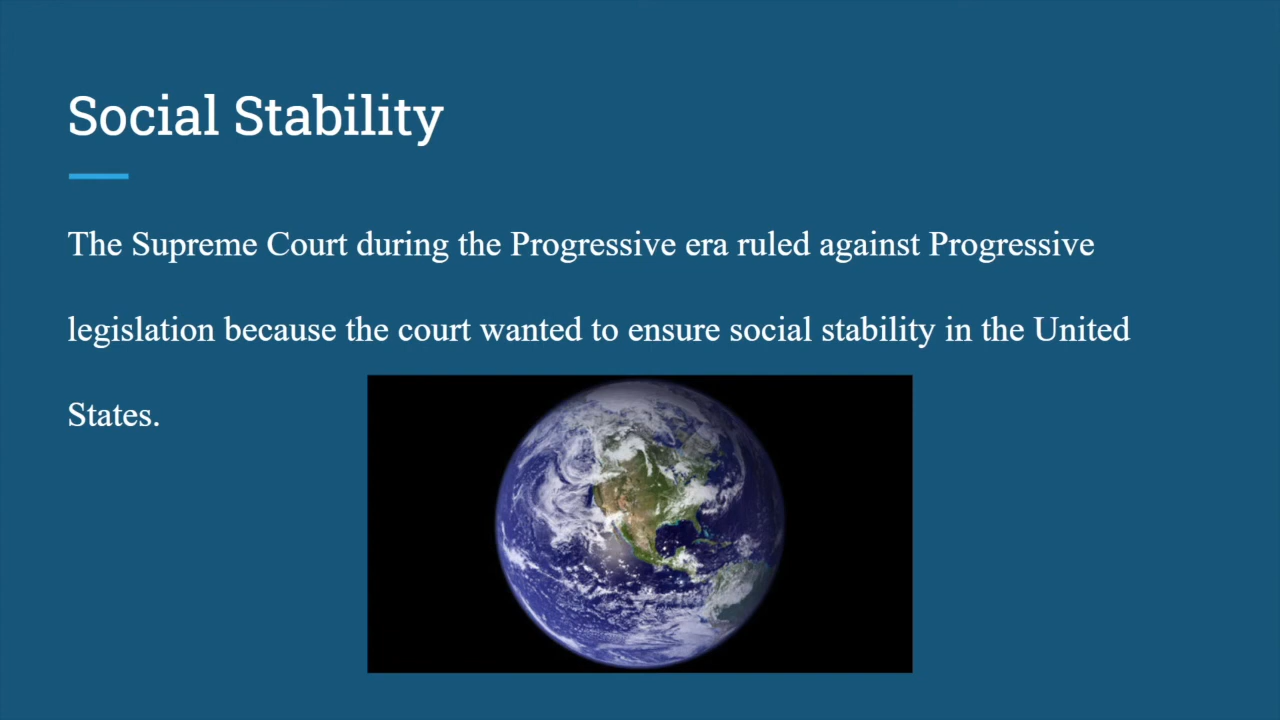 Social Stability
The Supreme Court during the Progressive era ruled against Progressive
legislation because the court wanted to ensure social stability in the United
States.